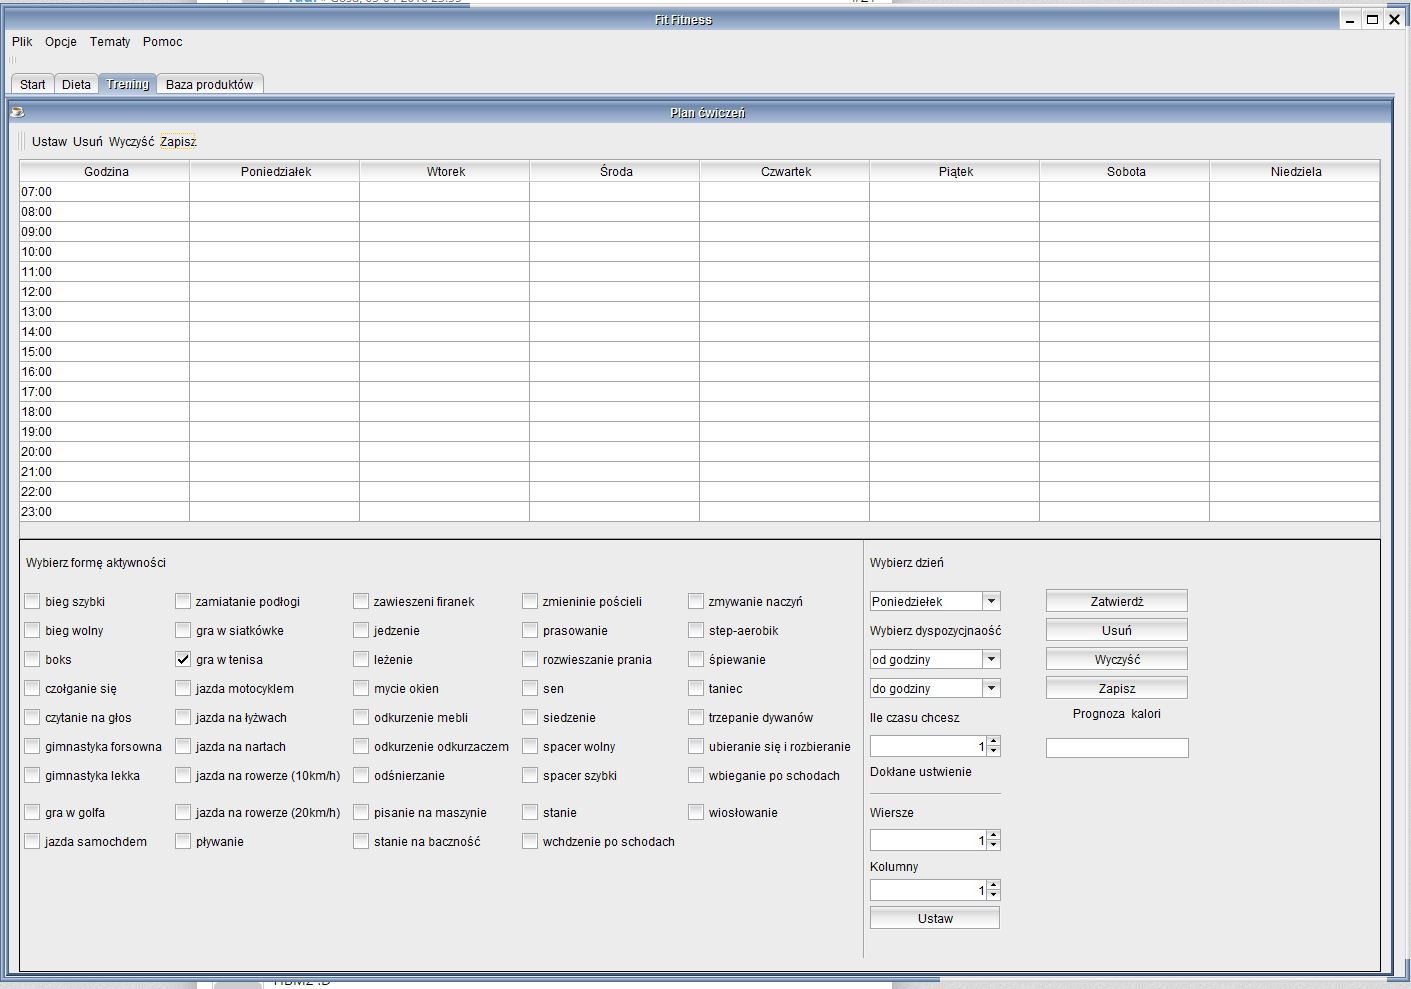 Fit Fitness
Plik Opcje Tematy Pomoc
Start Dieta Trening Baza produktów
Plan ćwiczeń
Ustaw Usuń Wyczyść Zapisz
Godzina Poniedziałek Wtorek Środa Czwartek Piątek Sobota Niedziela
07:00
08:00
09:00
10:00
11:00
12:00
13:00
14:00
15:00
16:00
17:00
18:00
19:00
20:00
21:00
22:00
23:00
Wybierz formę aktywności
bieg szybki zamiatanie podłogi zawieszeni firanek zmieninie pościeli zmywanie naczyń
bieg wolny gra w siatkówke jedzenie prasowanie step-aerobik
boks gra w tenisa leżenie rozwieszanie prania śpiewanie
czołganie się jazda motocyklem mycie okien sen taniec
czytanie na głos jazda na łyżwach odkurzenie mebli siedzenie trzepanie dywanów
gimnastyka forsowna jazda na nartach odkurzenie odkurzaczem spacer wolny ubieranie się i rozbieranie
gimnastyka lekka jazda na rowerze (10km/h) odśnierzanie spacer szybki wbieganie po schodach
gra w golfa jazda na rowerze (20km/h) pisanie na maszynie stanie wiosłowanie
jazda samochdem pływanie stanie na baczność wchdzenie po schodach
Wybierz dzień
Poniedziełek
Wybierz dyspozycjnaość
od godziny
do godziny
Ile czasu chcesz
1
Dokłane ustwienie
Wiersze
1
Kolumny
1
Ustaw
Zatwierdż
Usuń
Wyczyść
Zapisz
Prognoza kalori